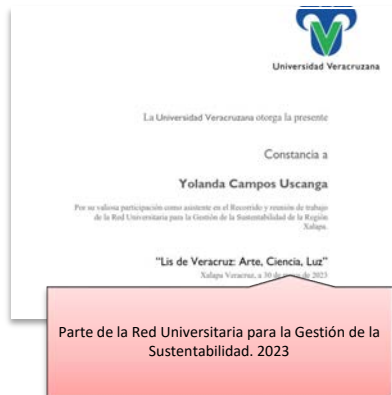 Universidad Veracruzana
La Universidad Veracruzana otorga la presente
Constancia a
Yolanda Campos Uscanga
Por su valiosa participación como asistente en el Recorrido y reunión de trabajo
de la Red Universitaria para la Gestión de la Sustentabilidad de la Región
Xalapa.
"Lis de Veracruz: Arte, Ciencia, Luz"
Xalapa Veracruz, a 30 de de 2023
Parte de la Red Universitaria para la Gestión de la
Sustentabilidad. 2023